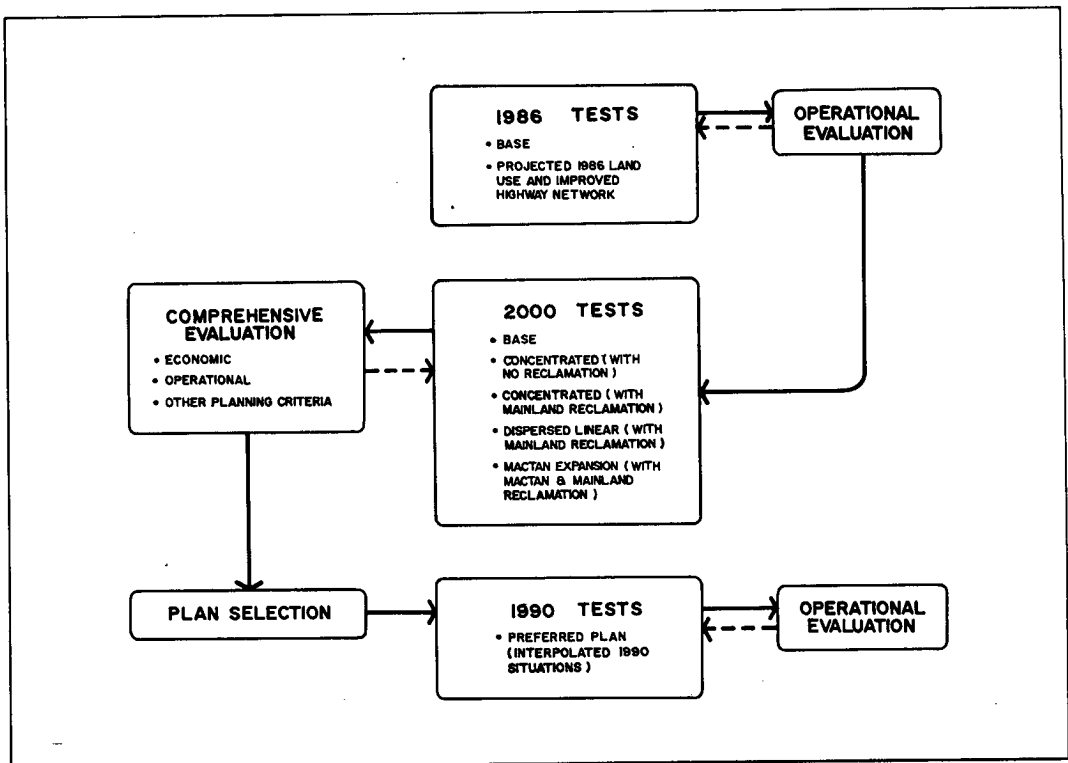 1986 TESTS
• BASE
• PROJECTED 1986 LAND
USE AND IMPROVED
HIGHWAY NETWORK
OPERATIONAL
EVALUATION
COMPREHENSIVE
EVALUATION
• ECONOMIC
• OPERATIONAL
• OTHER PLANNING CRITERIA
2000 TESTS
• BASE
• CONCENTRATED (WITH
NO RECLAMATION)
• CONCENTRATED (WITH
MAINLAND RECLAMATION)
• DISPERSED LINEAR (WITH
MAINLAND RECLAMATION)
• MACTAN EXPANSION (WITH
MACTAN & MAINLAND
RECLAMATION)
PLAN SELECTION
1990 TESTS
• PREFERRED PLAN
(INTERPOLATED 1990
SITUATIONS)
OPERATIONAL
EVALUATION